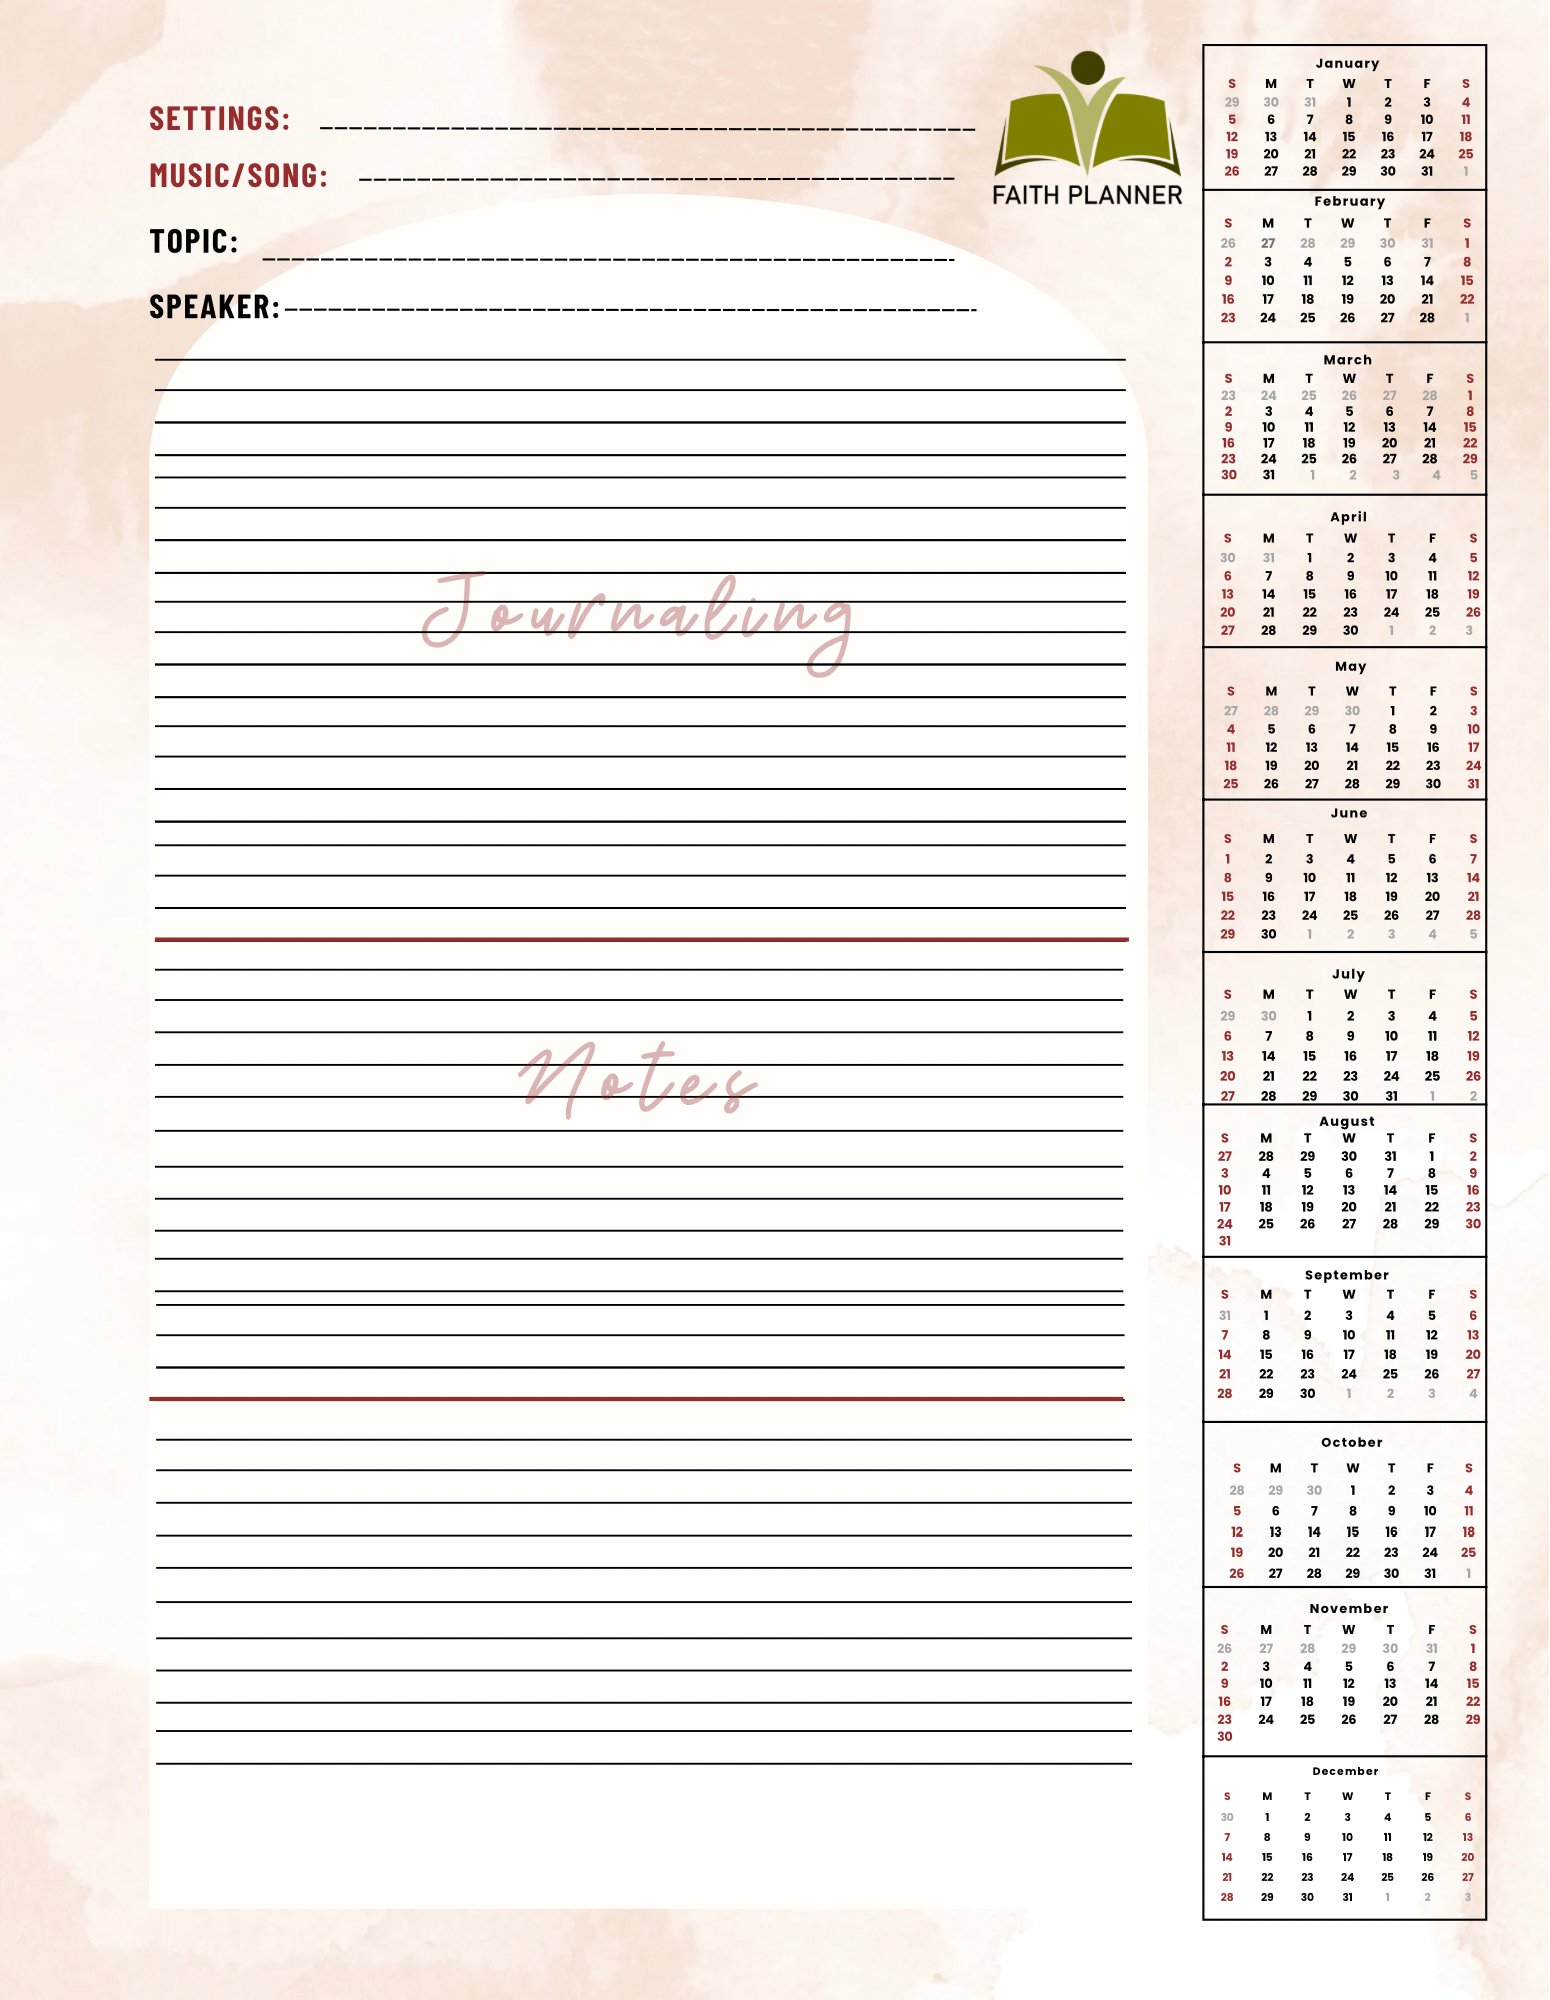 SETTINGS:
MUSIC/SONG:
TOPIC:
SPEAKER:
FAITH PLANNER
Journaling
Notes
January
S M T W T F S
29 30 31 1 2 3 4
5 6 7 8 9 10 11
12 13 14 15 16 17 18
19 20 21 22 23 24 25
26 27 28 29 30 31 1
February
S M T W T F S
26 27 28 29 30 31 1
2 3 4 5 6 7 8
9 10 11 12 13 14 15
16 17 18 19 20 21 22
23 24 25 26 27 28 1
March
S M T W T F S
23 24 25 26 27 28 1
2 3 4 5 6 7 8
9 10 11 12 13 14 15
16 17 18 19 20 21 22
23 24 25 26 27 28 29
30 31 1 2 3 4 5
April
S M T W T F S
30 31 1 2 3 4 5
6 7 8 9 10 11 12
13 14 15 16 17 18 19
20 21 22 23 24 25 26
27 28 29 30 1 2 3
May
S M T W T F S
27 28 29 30 1 2 3
4 5 6 7 8 9 10
11 12 13 14 15 16 17
18 19 20 21 22 23 24
25 26 27 28 29 30 31
June
S M T W T F S
1 2 3 4 5 6 7
8 9 10 11 12 13 14
15 16 17 18 19 20 21
22 23 24 25 26 27 28
29 30 1 2 3 4 5
July
S M T W T F S
29 30 1 2 3 4 5
6 7 8 9 10 11 12
13 14 15 16 17 18 19
20 21 22 23 24 25 26
27 28 29 30 31 1 2
August
S M T W T F S
27 28 29 30 31 1 2
3 4 5 6 7 8 9
10 11 12 13 14 15 16
17 18 19 20 21 22 23
24 25 26 27 28 29 30
31
September
S M T W T F S
31 1 2 3 4 5 6
7 8 9 10 11 12 13
14 15 16 17 18 19 20
21 22 23 24 25 26 27
28 29 30 1 2 3 4
October
S M T W T F S
28 29 30 1 2 3 4
5 6 7 8 9 10 11
12 13 14 15 16 17 18
19 20 21 22 23 24 25
26 27 28 29 30 31 1
November
S M T W T F S
26 27 28 29 30 31 1
2 3 4 5 6 7 8
9 10 11 12 13 14 15
16 17 18 19 20 21 22
23 24 25 26 27 28 29
30
December
S M T W T F S
30 1 2 3 4 5 6
7 8 9 10 11 12 13
14 15 16 17 18 19 20
21 22 23 24 25 26 27
28 29 30 31 1 2 3